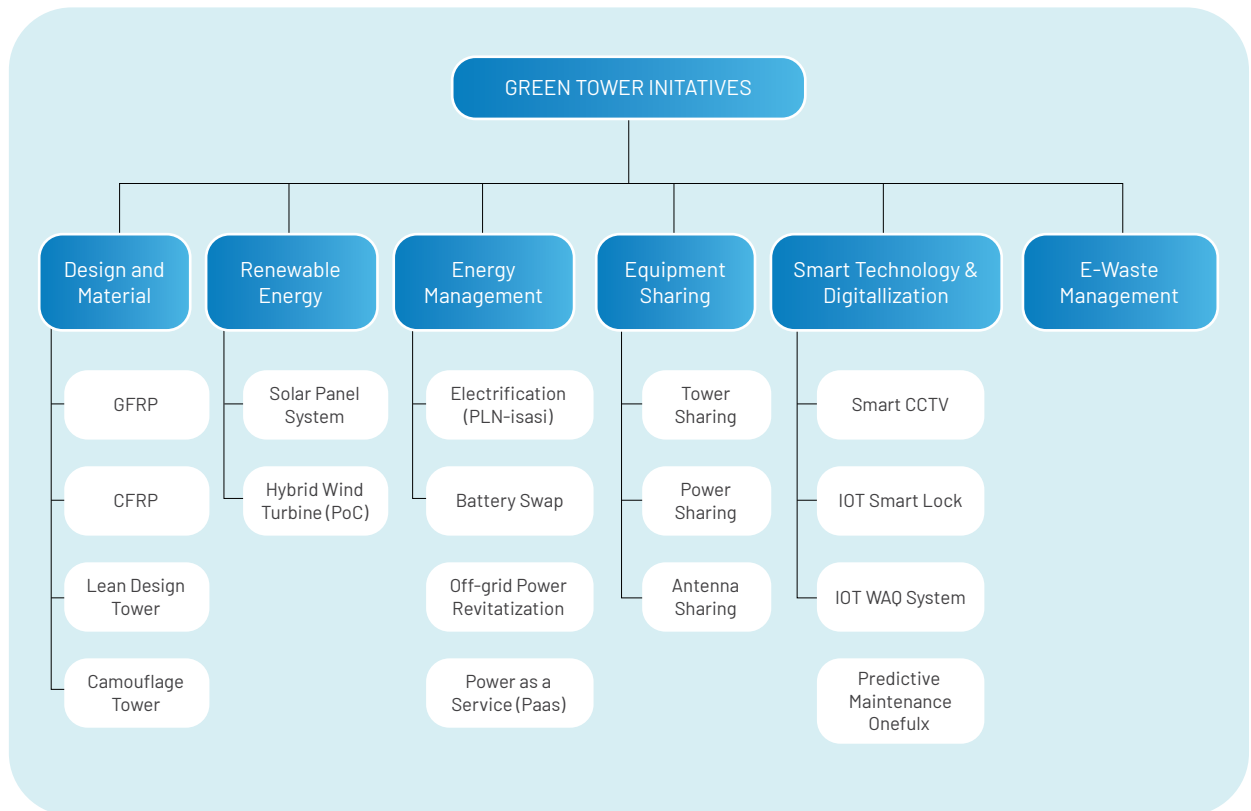 GREEN TOWER INITATIVES
Design and
Material
Renewable
Energy
Energy
Management
Equipment
Sharing
Smart Technology &
Digitallization
E-Waste
Management
GFRP
CFRP
Lean Design
Tower
Camouflage
Tower
Solar Panel
System
Hybrid Wind
Turbine (PoC)
Electrification
(PLN-isasi)
Battery Swap
Off-grid Power
Revitatization
Power as a
Service (Paas)
Tower
Sharing
Power
Sharing
Antenna
Sharing
Smart CCTV
IOT Smart Lock
IOT WAQ System
Predictive
Maintenance
Onefulx